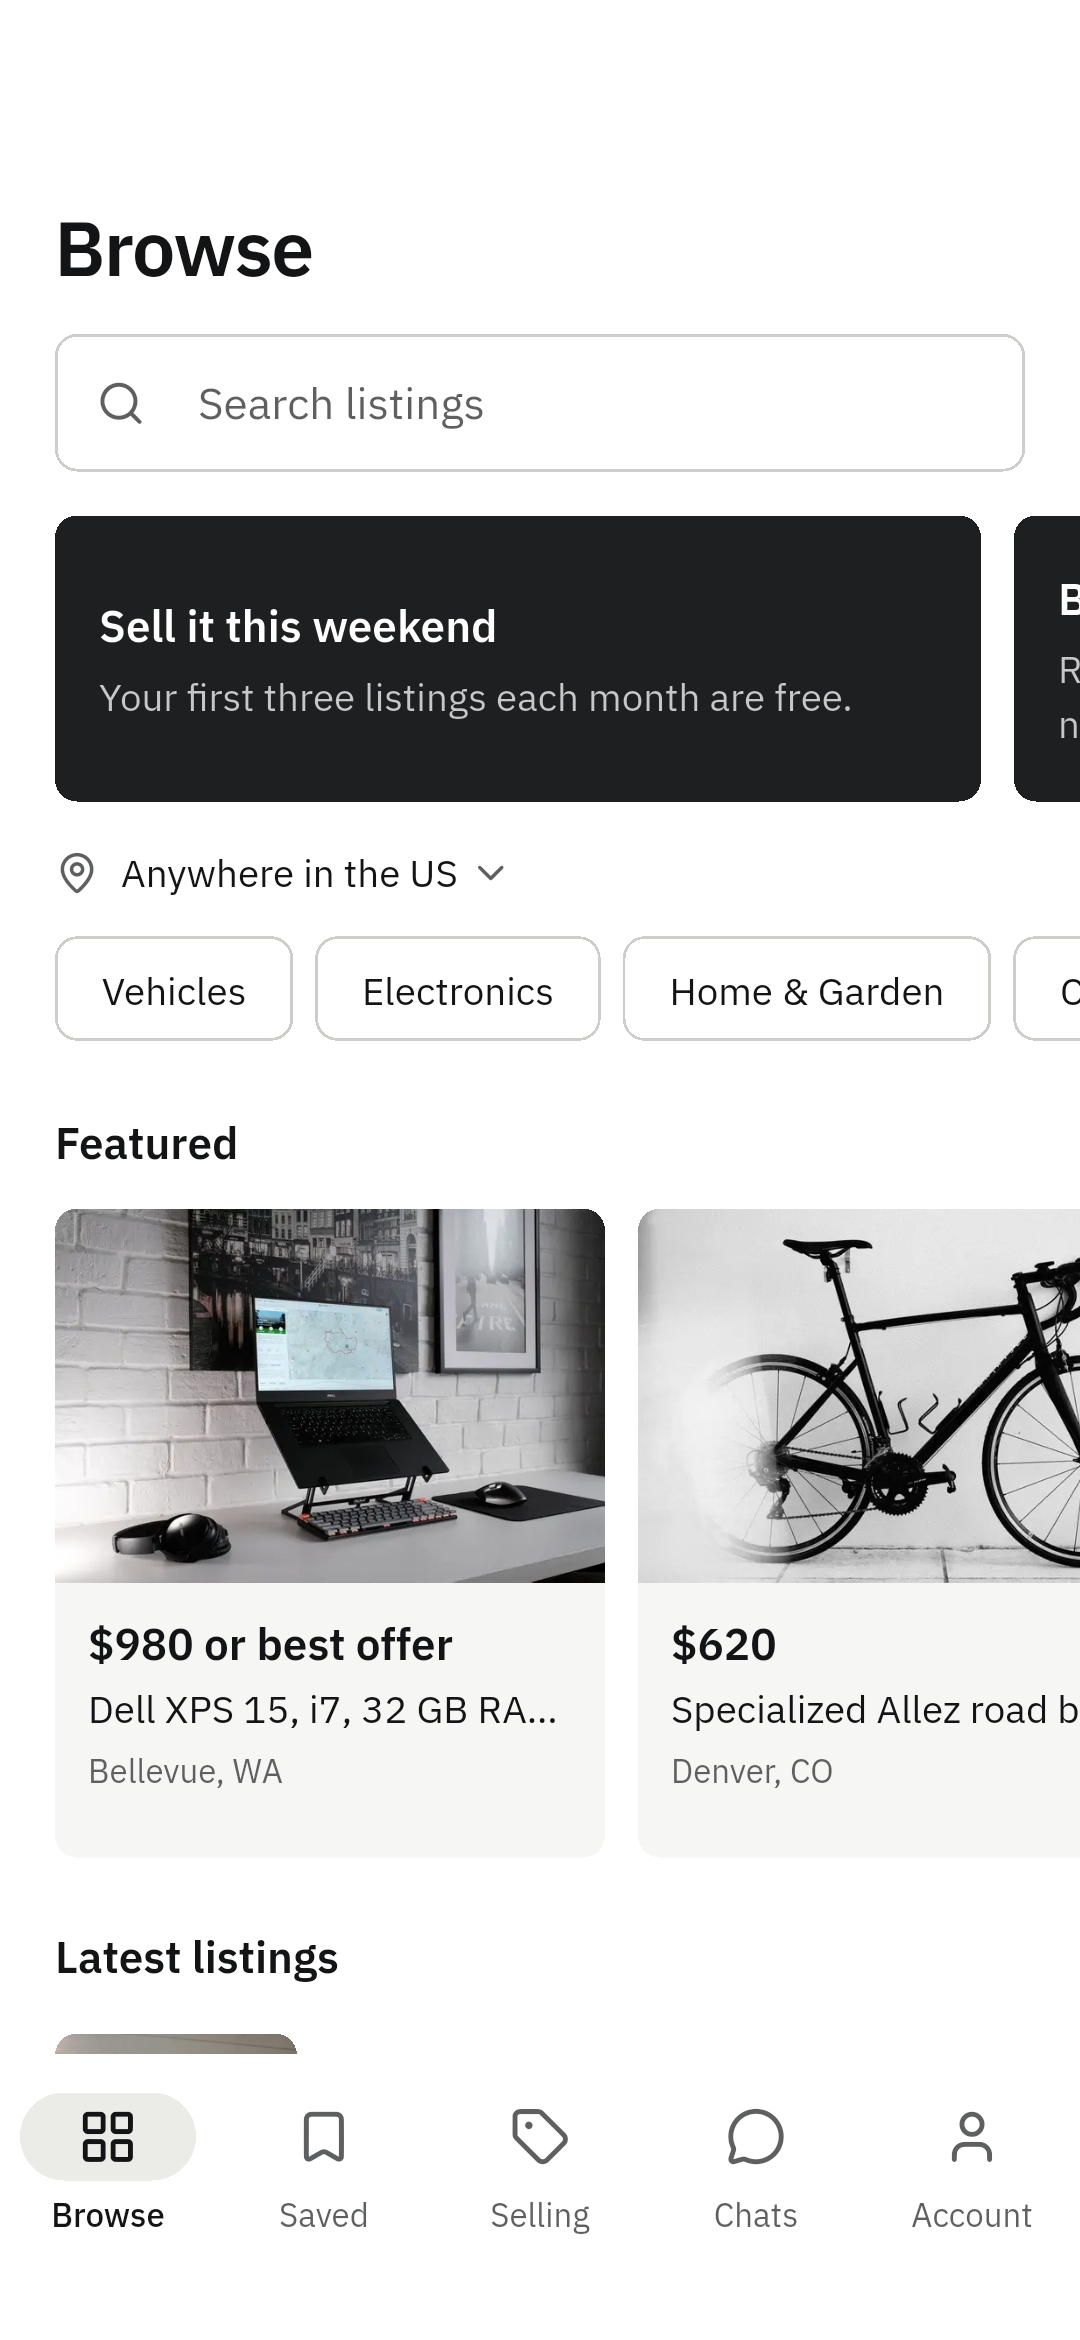 Browse
Search listings
Sell it this weekend
Your first three listings each month are free.
Anywhere in the US
Vehicles
Electronics
Home & Garden
Featured
$980 or best offer
Dell XPS 15, i7, 32 GB RA...
Bellevue, WA
$620
Specialized Allez road b
Denver, CO
Latest listings
Browse
Saved
Selling
Chats
Account